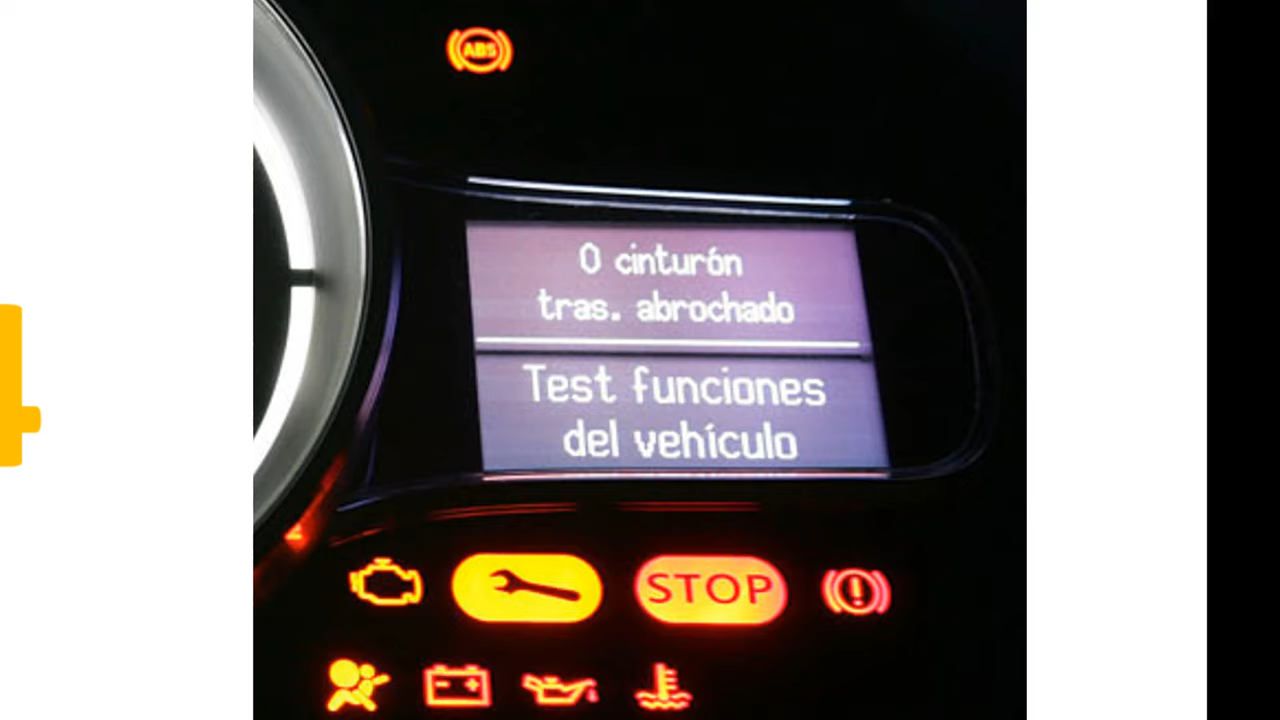 ABS
0 cinturón
tras. abrochado
Test funciones
del vehículo
STOP